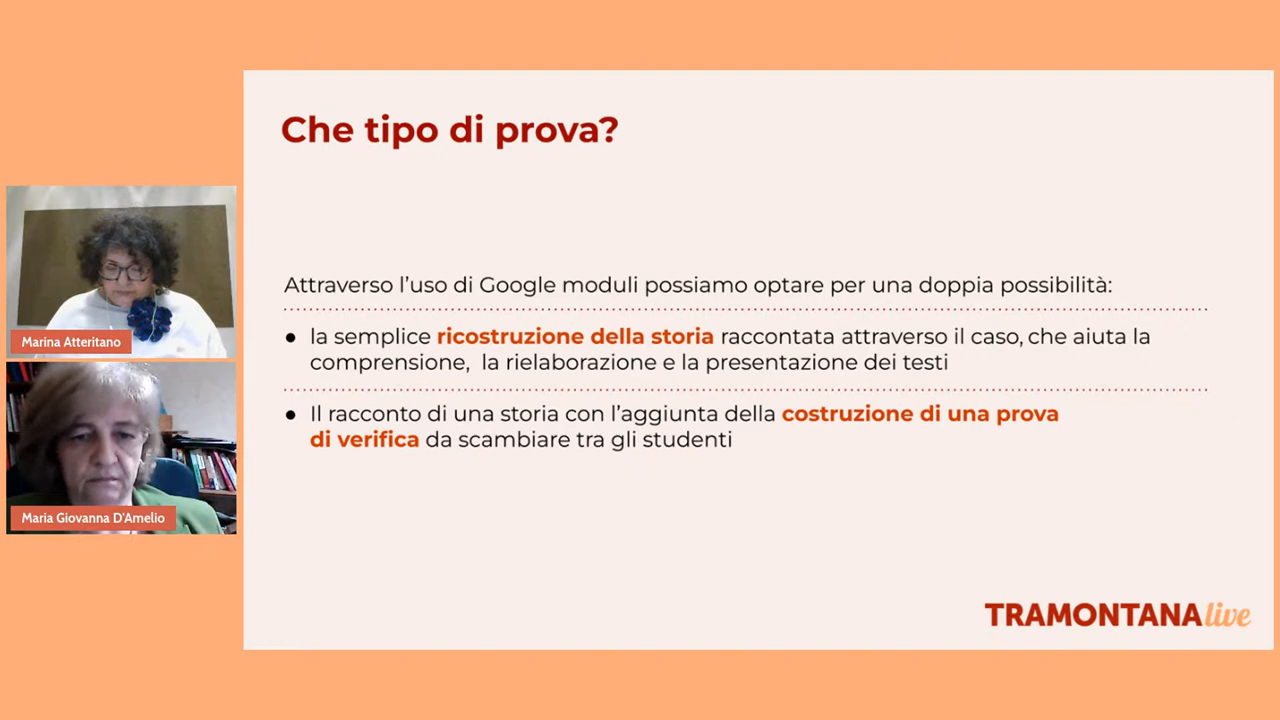 Che tipo di prova?
Attraverso l’uso di Google moduli possiamo optare per una doppia possibilità:
● la semplice ricostruzione della storia raccontata attraverso il caso, che aiuta la
comprensione, la rielaborazione e la presentazione dei testi
● Il racconto di una storia con l’aggiunta della costruzione di una prova
di verifica da scambiare tra gli studenti
Marina Atteritano
Maria Giovanna D'Amelio
TRAMONTANA live